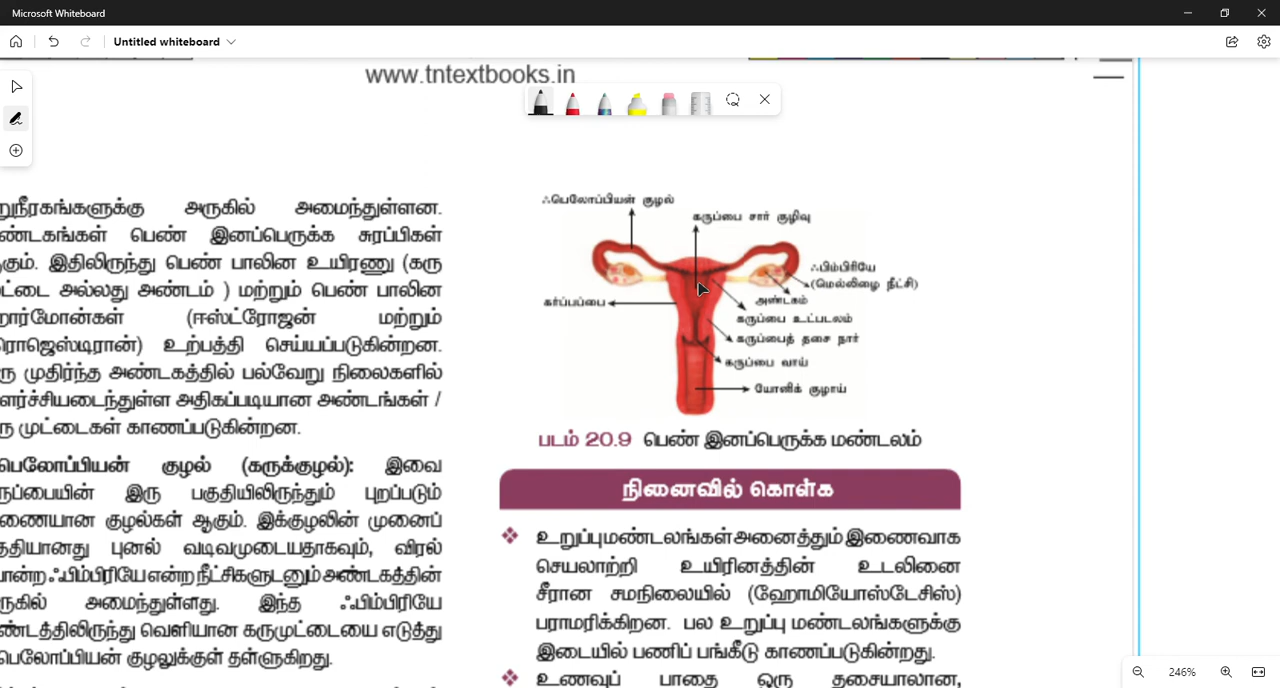 Microsoft Whiteboard
Untitled whiteboard
www.tntextbooks.in
றுநீரகங்களுக்கு அருகில் அமைந்துள்ளன.
ண்டகங்கள் பெண் இனப்பெருக்க சுரப்பிகள்
கும். இதிலிருந்து பெண் பாலின உயிரணு (கரு
ட்டை அல்லது அண்டம் ) மற்றும் பெண் பாலின
ஹார்மோன்கள் (ஈஸ்ட்ரோஜன் மற்றும்
ரொஜெஸ்டிரான்) உற்பத்தி செய்யப்படுகின்றன.
ரு முதிர்ந்த அண்டகத்தில் பல்வேறு நிலைகளில்
ளர்ச்சியடைந்துள்ள அதிகப்படியான அண்டங்கள் /
ரு முட்டைகள் காணப்படுகின்றன.
பெலோப்பியன் குழல் (கருக்குழல்): இவை
ருப்பையின் இரு பகுதியிலிருந்தும் புறப்படும்
ணையான குழல்கள் ஆகும். இக்குழலின் முனைப்
குதியானது புனல் வடிவமுடையதாகவும், விரல்
போன்ற ஃபிம்பிரியே என்ற நீட்சிகளுடனும் அண்டகத்தின்
ருகில் அமைந்துள்ளது. இந்த ஃபிம்பிரியே
ண்டத்திலிருந்து வெளியான கருமுட்டையை எடுத்து
பெலோப்பியன் குழலுக்குள் தள்ளுகிறது.
ஃபெலோப்பியன் குழல்
கருப்பை சார் குழிவு
ஃபிம்பிரியே
(மெல்லிழை நீட்சி)
அண்டகம்
கர்ப்பப்பை
கருப்பை உட்படலம்
கருப்பைத் தசை நார்
கருப்பை வாய்
யோனிக் குழாய்
படம் 20.9 பெண் இனப்பெருக்க மண்டலம்
நினைவில் கொள்க
❖ உறுப்பு மண்டலங்கள் அனைத்தும் இணைவாக
செயலாற்றி உயிரினத்தின் உடலினை
சீரான சமநிலையில் (ஹோமியோஸ்டேசிஸ்)
பராமரிக்கிறன. பல உறுப்பு மண்டலங்களுக்கு
இடையில் பணிப் பங்கீடு காணப்படுகின்றது.
❖ உணவுப் பாதை ஒரு தசையாலான,
246%